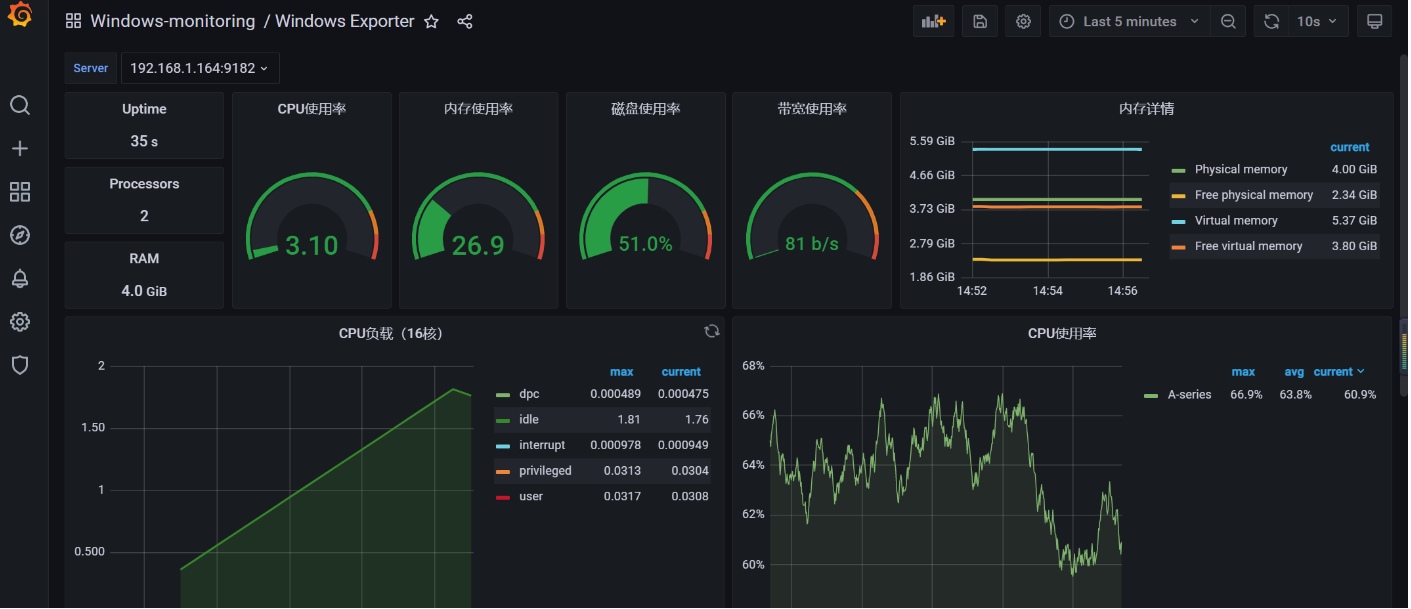 Windows-monitoring / Windows Exporter
Last 5 minutes
10s
Server
192.168.1.164:9182
Uptime
35 s
Processors
2
RAM
4.0 GiB
CPU使用率
3.10
内存使用率
26.9
磁盘使用率
51.0%
带宽使用率
81 b/s
内存详情
5.59 GiB
4.66 GiB
3.73 GiB
2.79 GiB
1.86 GiB
14:52 14:54 14:56
current
Physical memory 4.00 GiB
Free physical memory 2.34 GiB
Virtual memory 5.37 GiB
Free virtual memory 3.80 GiB
CPU负载（16核）
2
1.50
1
0.500
max current
dpc 0.000489 0.000475
idle 1.81 1.76
interrupt 0.000978 0.000949
privileged 0.0313 0.0304
user 0.0317 0.0308
CPU使用率
68%
66%
64%
62%
60%
max avg current
A-series 66.9% 63.8% 60.9%